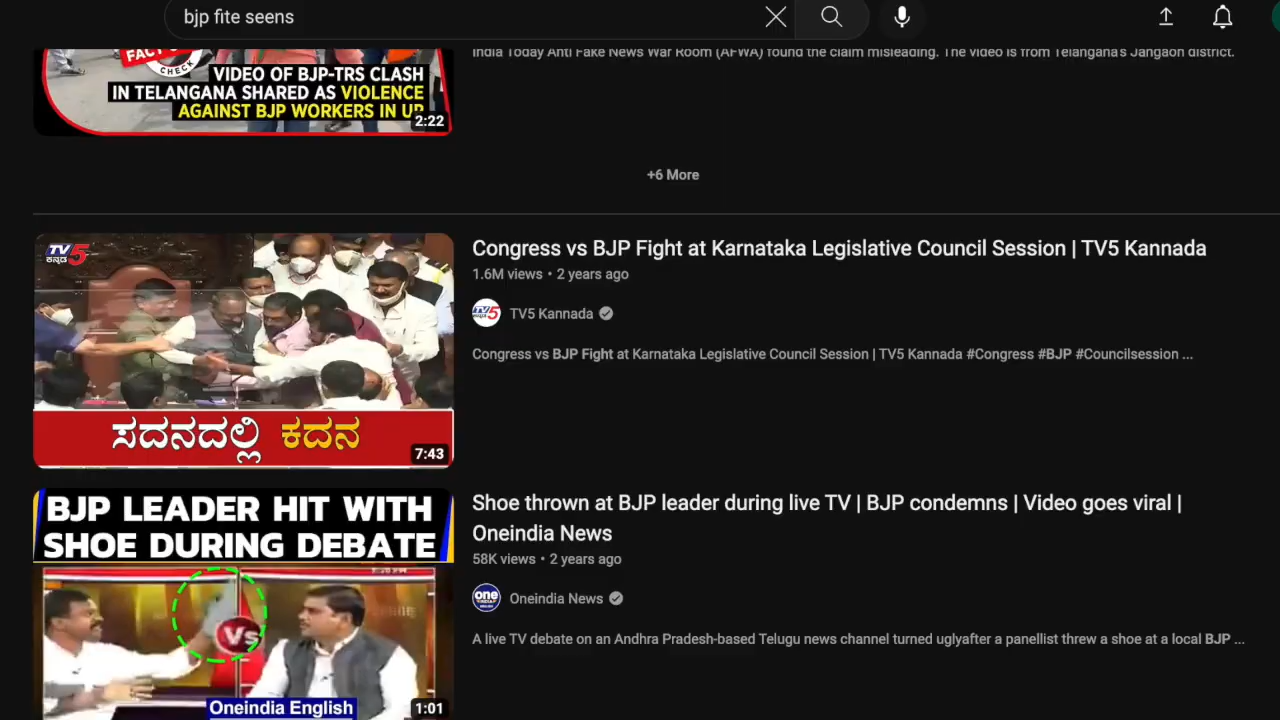 bjp fite seens
India Today Anti Fake News War Room (AFWA) found the claim misleading. The video is from Telangana's Jangaon district.
FACT
CHECK
VIDEO OF BJP-TRS CLASH
IN TELANGANA SHARED AS VIOLENCE
AGAINST BJP WORKERS IN UP
2:22
+6 More
TV5
ಕನ್ನಡ
ಸದನದಲ್ಲಿ ಕದನ
7:43
Congress vs BJP Fight at Karnataka Legislative Council Session | TV5 Kannada
1.6M views • 2 years ago
TV5 Kannada
Congress vs BJP Fight at Karnataka Legislative Council Session | TV5 Kannada #Congress #BJP #Councilsession ...
BJP LEADER HIT WITH
SHOE DURING DEBATE
Vs
Oneindia English
1:01
Shoe thrown at BJP leader during live TV | BJP condemns | Video goes viral |
Oneindia News
58K views • 2 years ago
one
Oneindia News
A live TV debate on an Andhra Pradesh-based Telugu news channel turned uglyafter a panellist threw a shoe at a local BJP ...